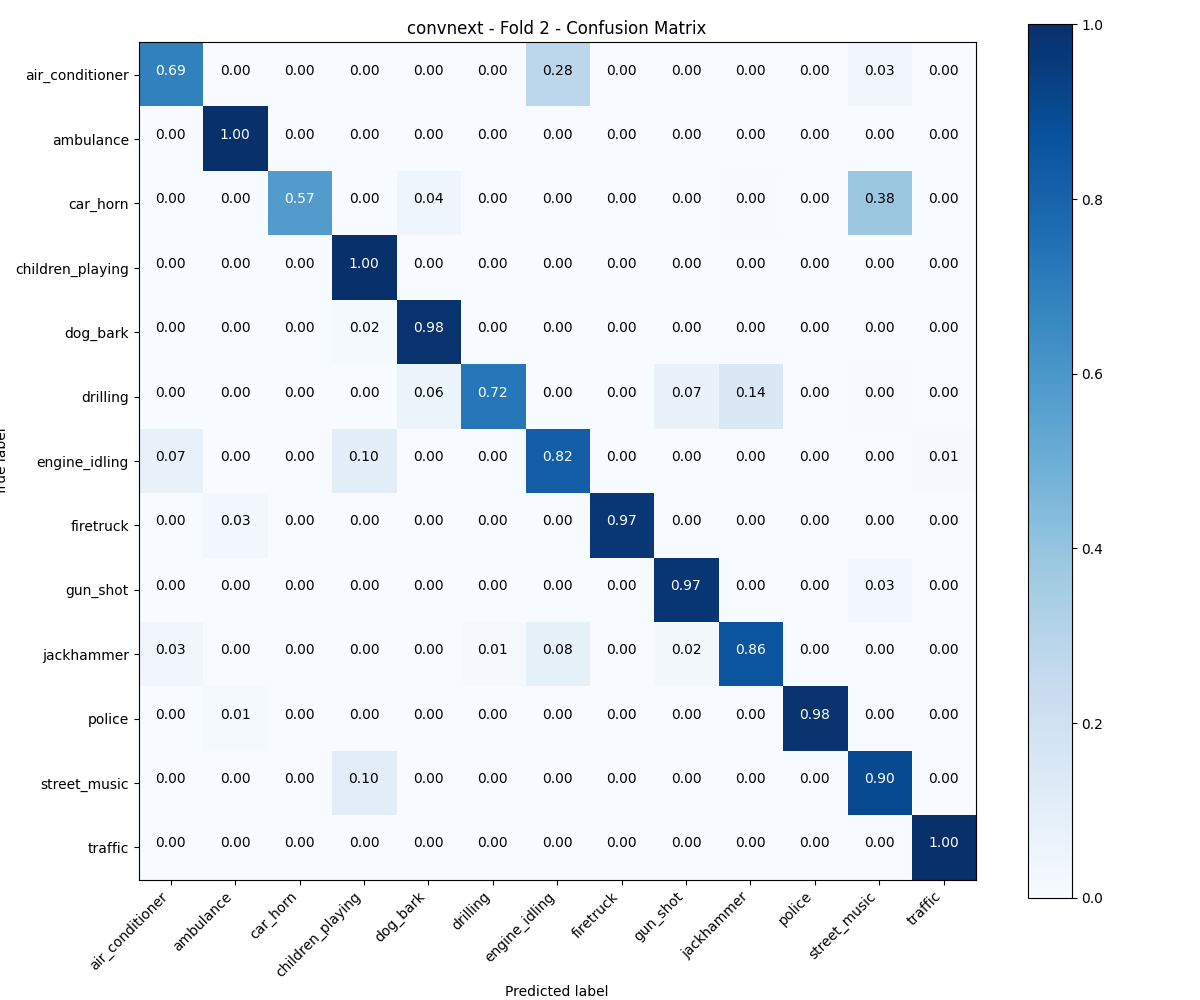 convnext - Fold 2 - Confusion Matrix
air_conditioner 0.69 0.00 0.00 0.00 0.00 0.00 0.28 0.00 0.00 0.00 0.00 0.03 0.00
ambulance 0.00 1.00 0.00 0.00 0.00 0.00 0.00 0.00 0.00 0.00 0.00 0.00 0.00
car_horn 0.00 0.00 0.57 0.00 0.04 0.00 0.00 0.00 0.00 0.00 0.00 0.38 0.00
children_playing 0.00 0.00 0.00 1.00 0.00 0.00 0.00 0.00 0.00 0.00 0.00 0.00 0.00
dog_bark 0.00 0.00 0.00 0.02 0.98 0.00 0.00 0.00 0.00 0.00 0.00 0.00 0.00
drilling 0.00 0.00 0.00 0.00 0.06 0.72 0.00 0.00 0.07 0.14 0.00 0.00 0.00
engine_idling 0.07 0.00 0.00 0.10 0.00 0.00 0.82 0.00 0.00 0.00 0.00 0.00 0.01
firetruck 0.00 0.03 0.00 0.00 0.00 0.00 0.00 0.97 0.00 0.00 0.00 0.00 0.00
gun_shot 0.00 0.00 0.00 0.00 0.00 0.00 0.00 0.00 0.97 0.00 0.00 0.03 0.00
jackhammer 0.03 0.00 0.00 0.00 0.00 0.01 0.08 0.00 0.02 0.86 0.00 0.00 0.00
police 0.00 0.01 0.00 0.00 0.00 0.00 0.00 0.00 0.00 0.00 0.98 0.00 0.00
street_music 0.00 0.00 0.00 0.10 0.00 0.00 0.00 0.00 0.00 0.00 0.00 0.90 0.00
traffic 0.00 0.00 0.00 0.00 0.00 0.00 0.00 0.00 0.00 0.00 0.00 0.00 1.00
air_conditioner ambulance car_horn children_playing dog_bark drilling engine_idling firetruck gun_shot jackhammer police street_music traffic
Predicted label
1.0
0.8
0.6
0.4
0.2
0.0